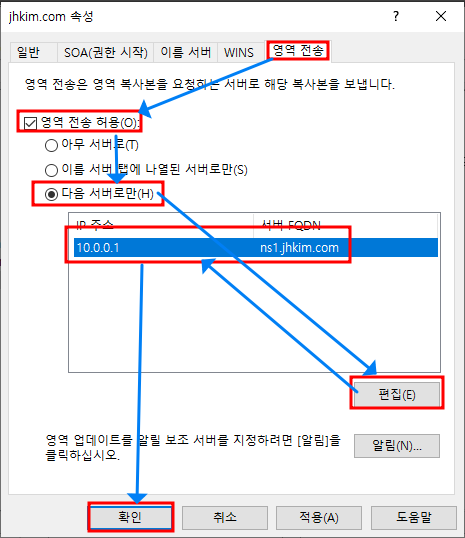 jhkim.com 속성
일반 SOA(권한 시작) 이름 서버 WINS 영역 전송
영역 전송은 영역 복사본을 요청하는 서버로 해당 복사본을 보냅니다.
영역 전송 허용(O):
아무 서버로(T)
이름 서버 탭에 나열된 서버로만(S)
다음 서버로만(H)
IP 주소 서버 FQDN
10.0.0.1 ns1.jhkim.com
편집(E)
영역 업데이트를 알릴 보조 서버를 지정하려면 [알림]을
클릭하십시오.
알림(N)...
확인 취소 적용(A) 도움말